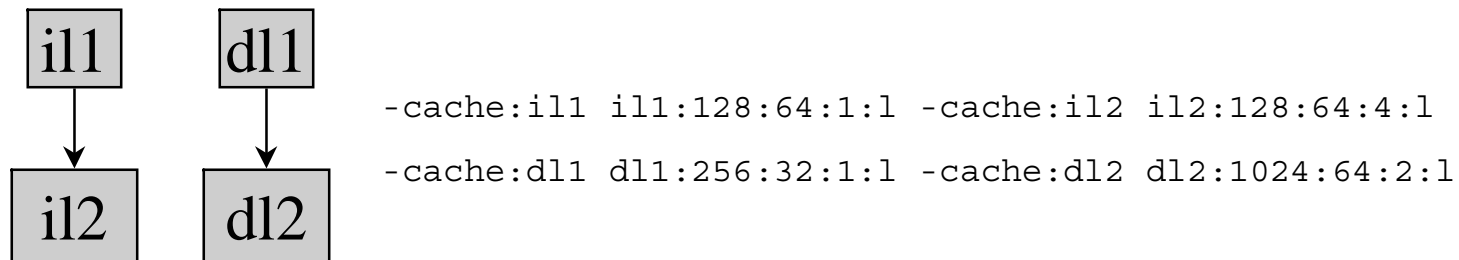 il1 dl1
-cache:il1 il1:128:64:1:l -cache:il2 il2:128:64:4:l
-cache:dl1 dl1:256:32:1:l -cache:dl2 dl2:1024:64:2:l
il2 dl2